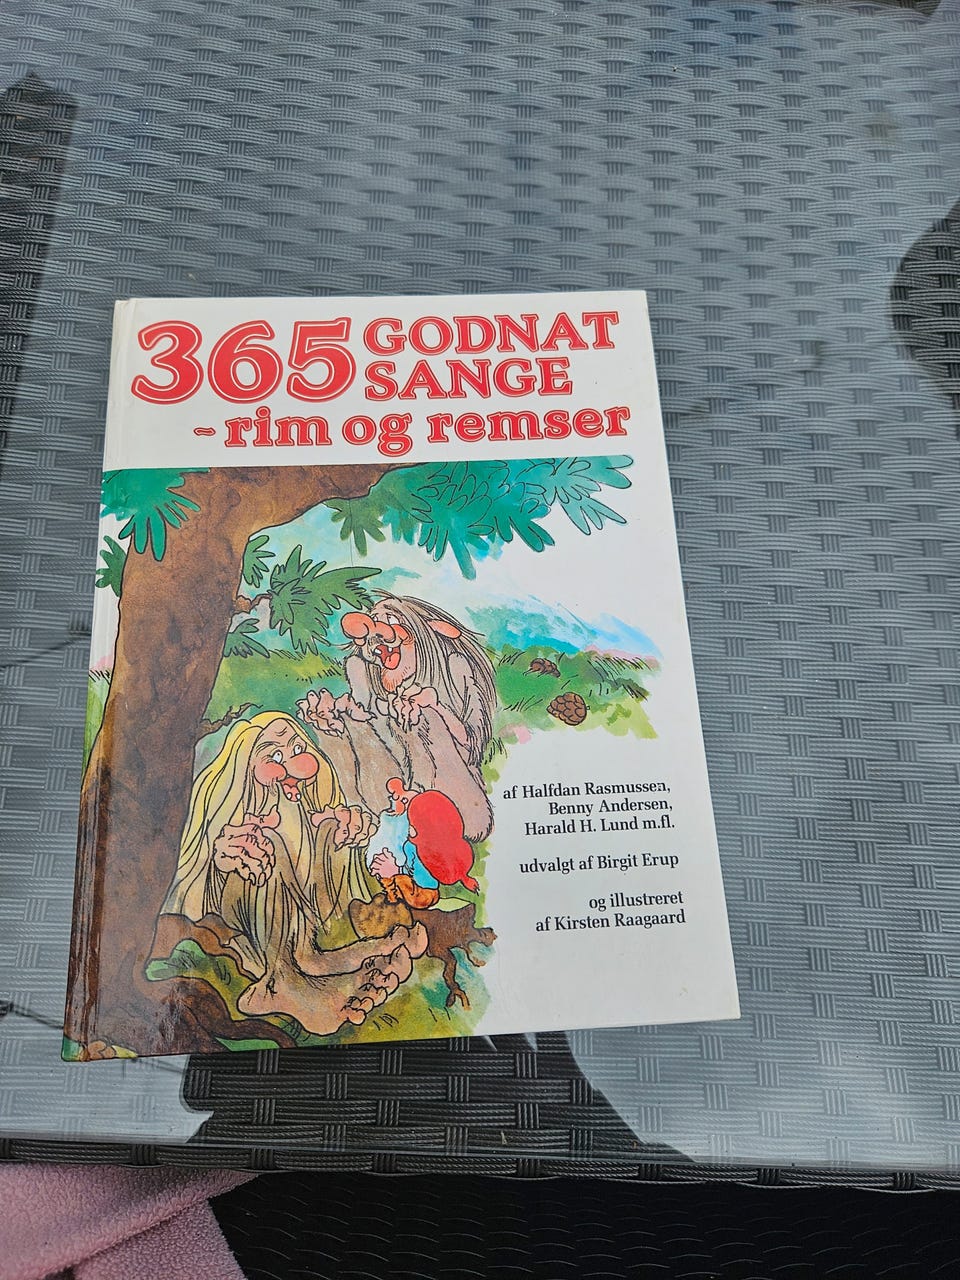 365 GODNAT
SANGE
~rim og remser
af Halfdan Rasmussen,
Benny Andersen,
Harald H. Lund m.fl.
udvalgt af Birgit Erup
og illustreret
af Kirsten Raagaard